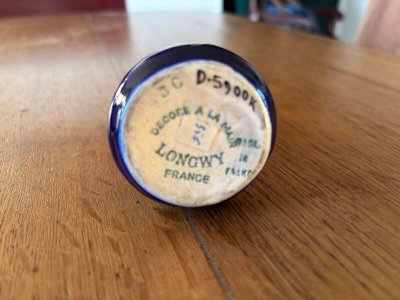 D-5900K
DECORE A LA MAIN
LONGWY
FRANCE
MADE
IN
FRANCE